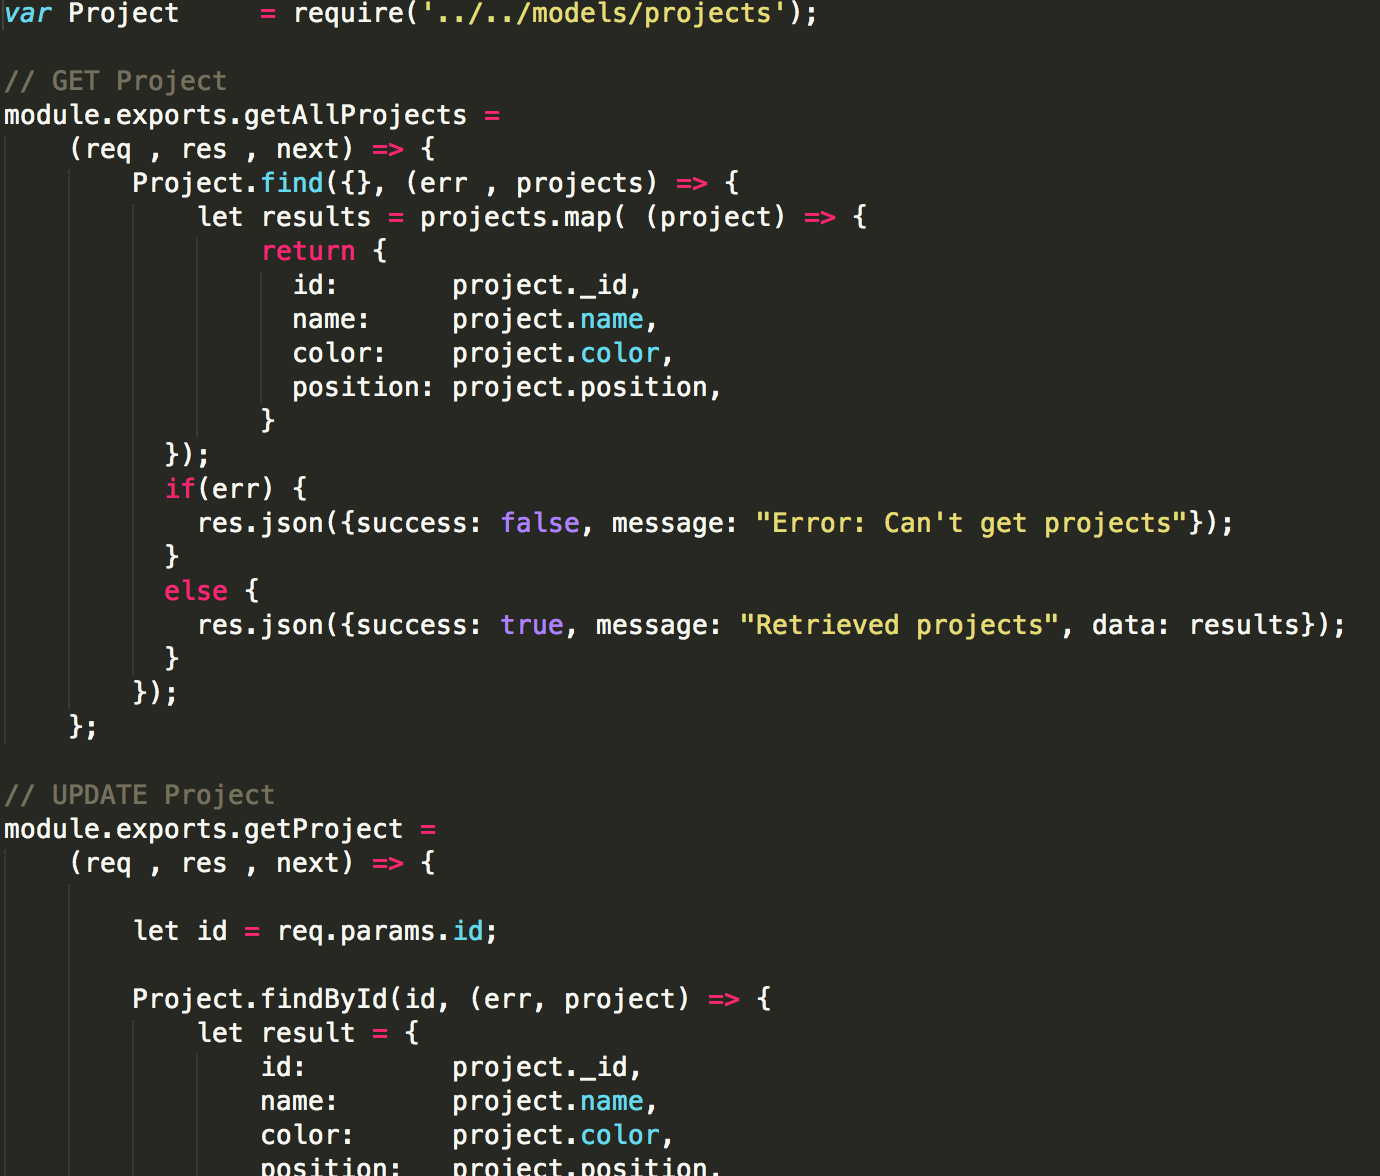 var Project     = require('../../models/projects');

// GET Project
module.exports.getAllProjects =
    (req , res , next) => {
        Project.find({}, (err , projects) => {
            let results = projects.map( (project) => {
                return {
                  id:       project._id,
                  name:     project.name,
                  color:    project.color,
                  position: project.position,
                }
          });
          if(err) {
            res.json({success: false, message: "Error: Can't get projects"});
          }
          else {
            res.json({success: true, message: "Retrieved projects", data: results});
          }
        });
    };

// UPDATE Project
module.exports.getProject =
    (req , res , next) => {

        let id = req.params.id;

        Project.findById(id, (err, project) => {
            let result = {
                id:         project._id,
                name:       project.name,
                color:      project.color,
                position:   project.position,